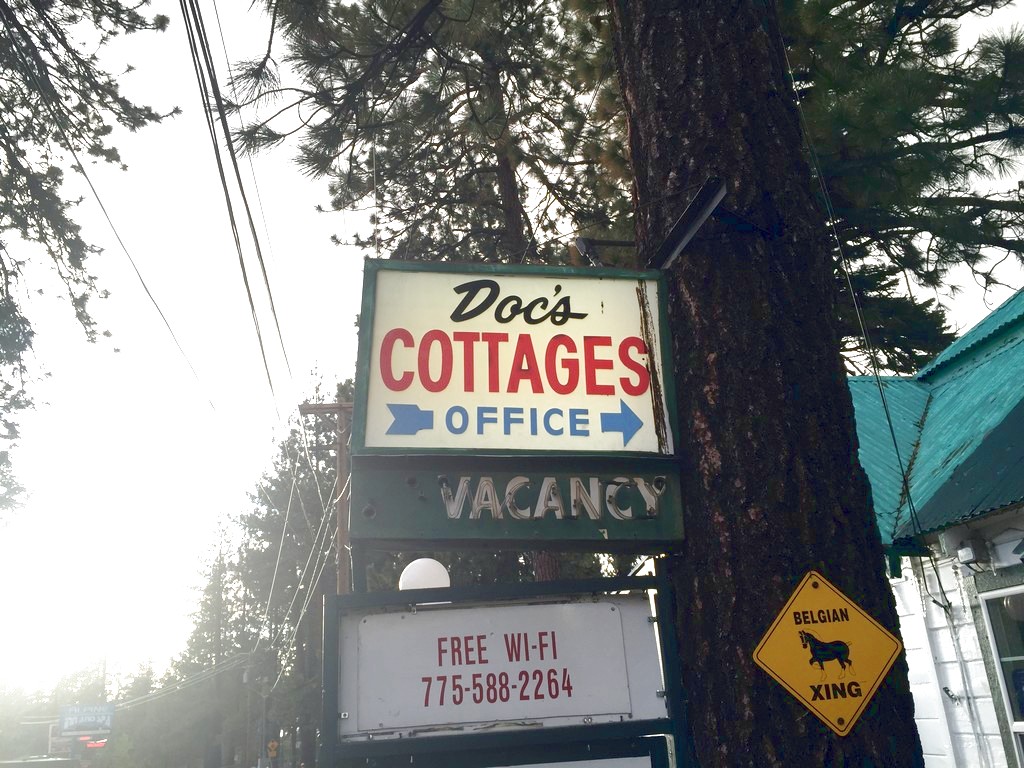 Doc's
COTTAGES
OFFICE
VACANCY
FREE WI-FI
775-588-2264
BELGIAN
XING